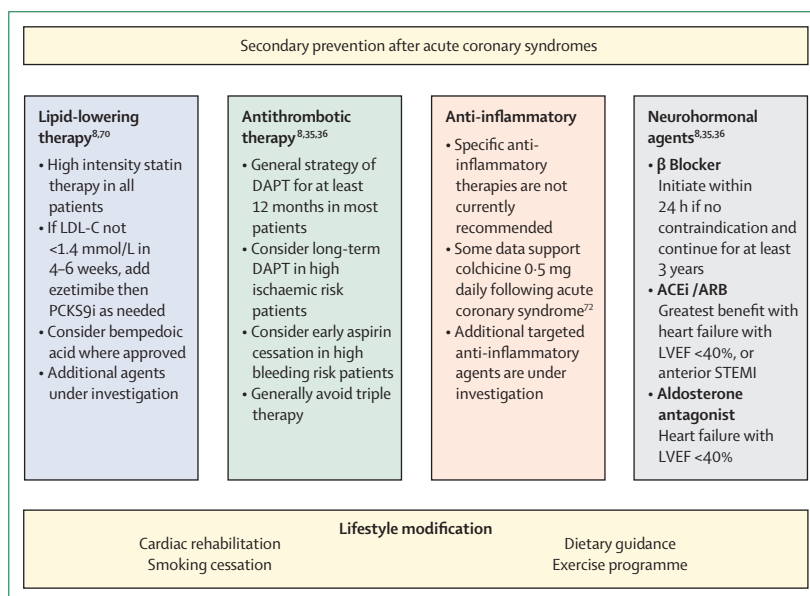 Secondary prevention after acute coronary syndromes
Lipid-lowering
therapy8,70
• High intensity statin
therapy in all
patients
• If LDL-C not
<1.4 mmol/L in
4–6 weeks, add
ezetimibe then
PCKS9i as needed
• Consider bempedoic
acid where approved
• Additional agents
under investigation
Antithrombotic
therapy8,35,36
• General strategy of
DAPT for at least
12 months in most
patients
• Consider long-term
DAPT in high
ischaemic risk
patients
• Consider early aspirin
cessation in high
bleeding risk patients
• Generally avoid triple
therapy
Anti-inflammatory
• Specific anti-
inflammatory
therapies are not
currently
recommended
• Some data support
colchicine 0·5 mg
daily following acute
coronary syndrome72
• Additional targeted
anti-inflammatory
agents are under
investigation
Neurohormonal
agents8,35,36
• β Blocker
Initiate within
24 h if no
contraindication and
continue for at least
3 years
• ACEi /ARB
Greatest benefit with
heart failure with
LVEF <40%, or
anterior STEMI
• Aldosterone
antagonist
Heart failure with
LVEF <40%
Lifestyle modification
Cardiac rehabilitation
Smoking cessation
Dietary guidance
Exercise programme